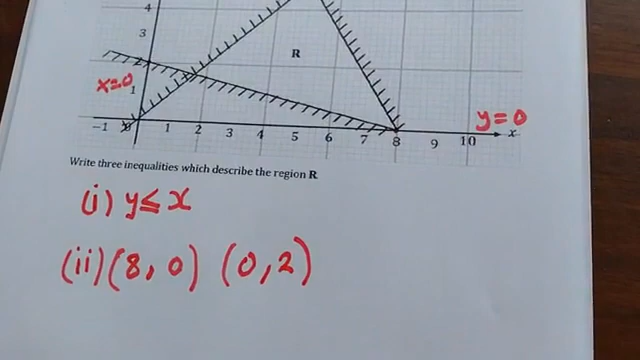 4
3
R
2
x=0
1
y=0
-1 0 1 2 3 4 5 6 7 8 9 10 x
Write three inequalities which describe the region R
(i) y≤ x
(ii) (8, 0) (0, 2)